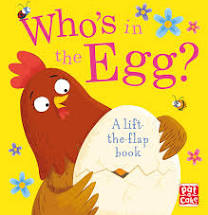 Who's in
the Egg?
A lift-
the-flap
book
pat
a
cake